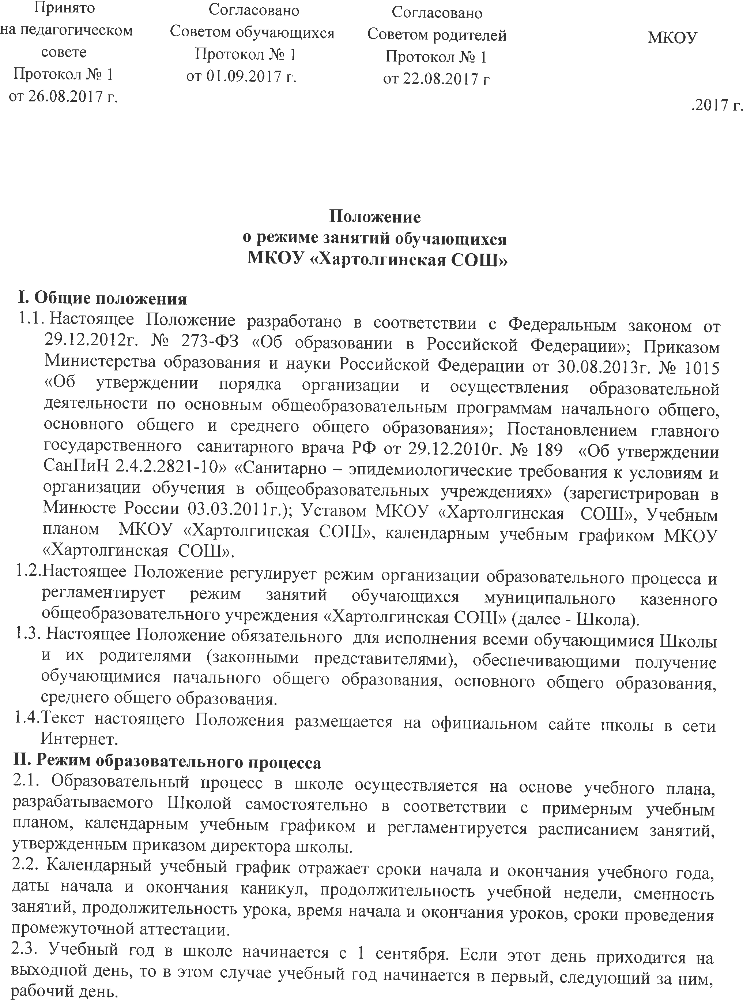 Принято
на педагогическом
совете
Протокол № 1
от 26.08.2017 г.
Согласовано
Советом обучающихся
Протокол № 1
от 01.09.2017 г.
Согласовано
Советом родителей
Протокол № 1
от 22.08.2017 г
МКОУ
.2017 г.
Положение
о режиме занятий обучающихся
МКОУ «Хартолгинская СОШ»
I. Общие положения
1.1. Настоящее Положение разработано в соответствии с Федеральным законом от
29.12.2012г. № 273-ФЗ «Об образовании в Российской Федерации»; Приказом
Министерства образования и науки Российской Федерации от 30.08.2013г. № 1015
«Об утверждении порядка организации и осуществления образовательной
деятельности по основным общеобразовательным программам начального общего,
основного общего и среднего общего образования»; Постановлением главного
государственного санитарного врача РФ от 29.12.2010г. № 189 «Об утверждении
СанПиН 2.4.2.2821-10» «Санитарно – эпидемиологические требования к условиям и
организации обучения в общеобразовательных учреждениях» (зарегистрирован в
Минюсте России 03.03.2011г.); Уставом МКОУ «Хартолгинская СОШ», Учебным
планом МКОУ «Хартолгинская СОШ», календарным учебным графиком МКОУ
«Хартолгинская СОШ».
1.2.Настоящее Положение регулирует режим организации образовательного процесса и
регламентирует режим занятий обучающихся муниципального казенного
общеобразовательного учреждения «Хартолгинская СОШ» (далее - Школа).
1.3. Настоящее Положение обязательного для исполнения всеми обучающимися Школы
и их родителями (законными представителями), обеспечивающими получение
обучающимися начального общего образования, основного общего образования,
среднего общего образования.
1.4.Текст настоящего Положения размещается на официальном сайте школы в сети
Интернет.
II. Режим образовательного процесса
2.1. Образовательный процесс в школе осуществляется на основе учебного плана,
разрабатываемого Школой самостоятельно в соответствии с примерным учебным
планом, календарным учебным графиком и регламентируется расписанием занятий,
утвержденным приказом директора школы.
2.2. Календарный учебный график отражает сроки начала и окончания учебного года,
даты начала и окончания каникул, продолжительность учебной недели, сменность
занятий, продолжительность урока, время начала и окончания уроков, сроки проведения
промежуточной аттестации.
2.3. Учебный год в школе начинается с 1 сентября. Если этот день приходится на
выходной день, то в этом случае учебный год начинается в первый, следующий за ним,
рабочий день.